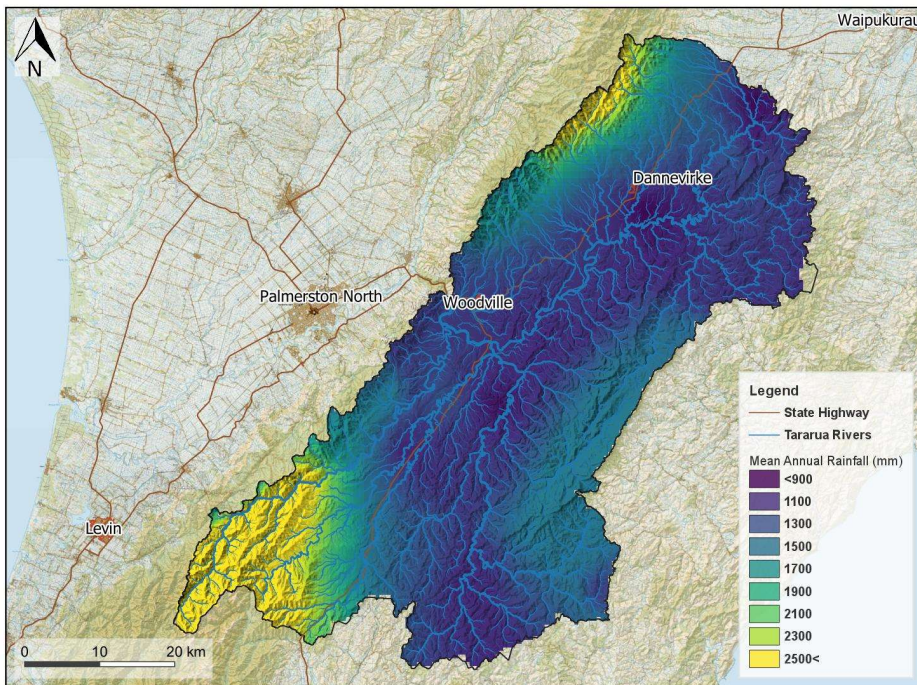 Waipukurau
N
Dannevirke
Woodville
Palmerston North
Levin
0 10 20 km
Legend
State Highway
Tararua Rivers
Mean Annual Rainfall (mm)
<900
1100
1300
1500
1700
1900
2100
2300
2500<